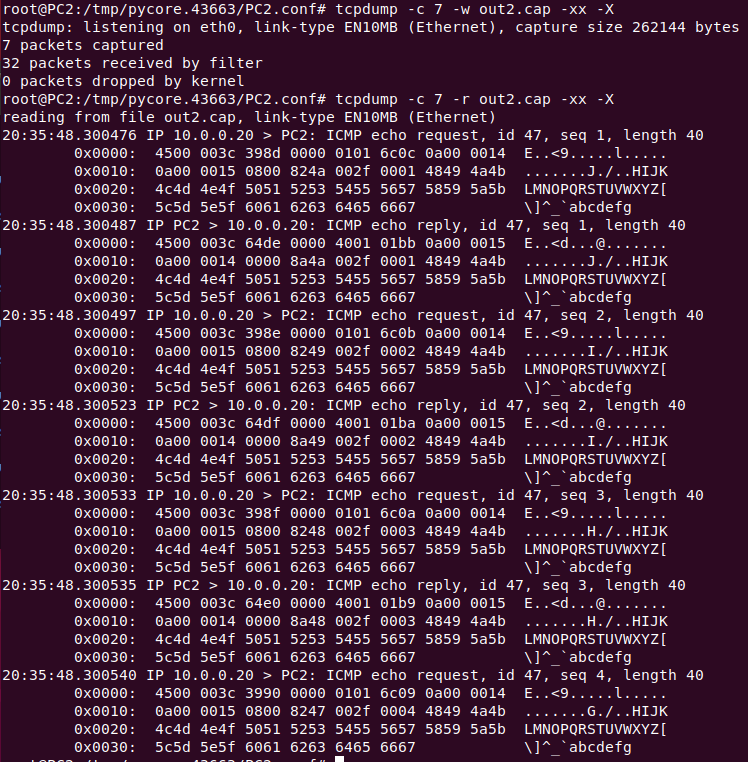 root@PC2:/tmp/pycore.43663/PC2.conf# tcpdump -c 7 -w out2.cap -xx -X
tcpdump: listening on eth0, link-type EN10MB (Ethernet), capture size 262144 bytes
7 packets captured
32 packets received by filter
0 packets dropped by kernel
root@PC2:/tmp/pycore.43663/PC2.conf# tcpdump -c 7 -r out2.cap -xx -X
reading from file out2.cap, link-type EN10MB (Ethernet)
20:35:48.300476 IP 10.0.0.20 > PC2: ICMP echo request, id 47, seq 1, length 40
        0x0000:  4500 003c 398d 0000 0101 6c0c 0a00 0014  E..<9.....l.....
        0x0010:  0a00 0015 0800 824a 002f 0001 4849 4a4b  .......J./..HIJK
        0x0020:  4c4d 4e4f 5051 5253 5455 5657 5859 5a5b  LMNOPQRSTUVWXYZ[
        0x0030:  5c5d 5e5f 6061 6263 6465 6667            \]^_`abcdefg
20:35:48.300487 IP PC2 > 10.0.0.20: ICMP echo reply, id 47, seq 1, length 40
        0x0000:  4500 003c 64de 0000 4001 01bb 0a00 0015  E..<d...@.......
        0x0010:  0a00 0014 0000 8a4a 002f 0001 4849 4a4b  .......J./..HIJK
        0x0020:  4c4d 4e4f 5051 5253 5455 5657 5859 5a5b  LMNOPQRSTUVWXYZ[
        0x0030:  5c5d 5e5f 6061 6263 6465 6667            \]^_`abcdefg
20:35:48.300497 IP 10.0.0.20 > PC2: ICMP echo request, id 47, seq 2, length 40
        0x0000:  4500 003c 398e 0000 0101 6c0b 0a00 0014  E..<9.....l.....
        0x0010:  0a00 0015 0800 8249 002f 0002 4849 4a4b  .......I./..HIJK
        0x0020:  4c4d 4e4f 5051 5253 5455 5657 5859 5a5b  LMNOPQRSTUVWXYZ[
        0x0030:  5c5d 5e5f 6061 6263 6465 6667            \]^_`abcdefg
20:35:48.300523 IP PC2 > 10.0.0.20: ICMP echo reply, id 47, seq 2, length 40
        0x0000:  4500 003c 64df 0000 4001 01ba 0a00 0015  E..<d...@.......
        0x0010:  0a00 0014 0000 8a49 002f 0002 4849 4a4b  .......I./..HIJK
        0x0020:  4c4d 4e4f 5051 5253 5455 5657 5859 5a5b  LMNOPQRSTUVWXYZ[
        0x0030:  5c5d 5e5f 6061 6263 6465 6667            \]^_`abcdefg
20:35:48.300533 IP 10.0.0.20 > PC2: ICMP echo request, id 47, seq 3, length 40
        0x0000:  4500 003c 398f 0000 0101 6c0a 0a00 0014  E..<9.....l.....
        0x0010:  0a00 0015 0800 8248 002f 0003 4849 4a4b  .......H./..HIJK
        0x0020:  4c4d 4e4f 5051 5253 5455 5657 5859 5a5b  LMNOPQRSTUVWXYZ[
        0x0030:  5c5d 5e5f 6061 6263 6465 6667            \]^_`abcdefg
20:35:48.300535 IP PC2 > 10.0.0.20: ICMP echo reply, id 47, seq 3, length 40
        0x0000:  4500 003c 64e0 0000 4001 01b9 0a00 0015  E..<d...@.......
        0x0010:  0a00 0014 0000 8a48 002f 0003 4849 4a4b  .......H./..HIJK
        0x0020:  4c4d 4e4f 5051 5253 5455 5657 5859 5a5b  LMNOPQRSTUVWXYZ[
        0x0030:  5c5d 5e5f 6061 6263 6465 6667            \]^_`abcdefg
20:35:48.300540 IP 10.0.0.20 > PC2: ICMP echo request, id 47, seq 4, length 40
        0x0000:  4500 003c 3990 0000 0101 6c09 0a00 0014  E..<9.....l.....
        0x0010:  0a00 0015 0800 8247 002f 0004 4849 4a4b  .......G./..HIJK
        0x0020:  4c4d 4e4f 5051 5253 5455 5657 5859 5a5b  LMNOPQRSTUVWXYZ[
        0x0030:  5c5d 5e5f 6061 6263 6465 6667            \]^_`abcdefg
root@PC2:/tmp/pycore.43663/PC2.conf#